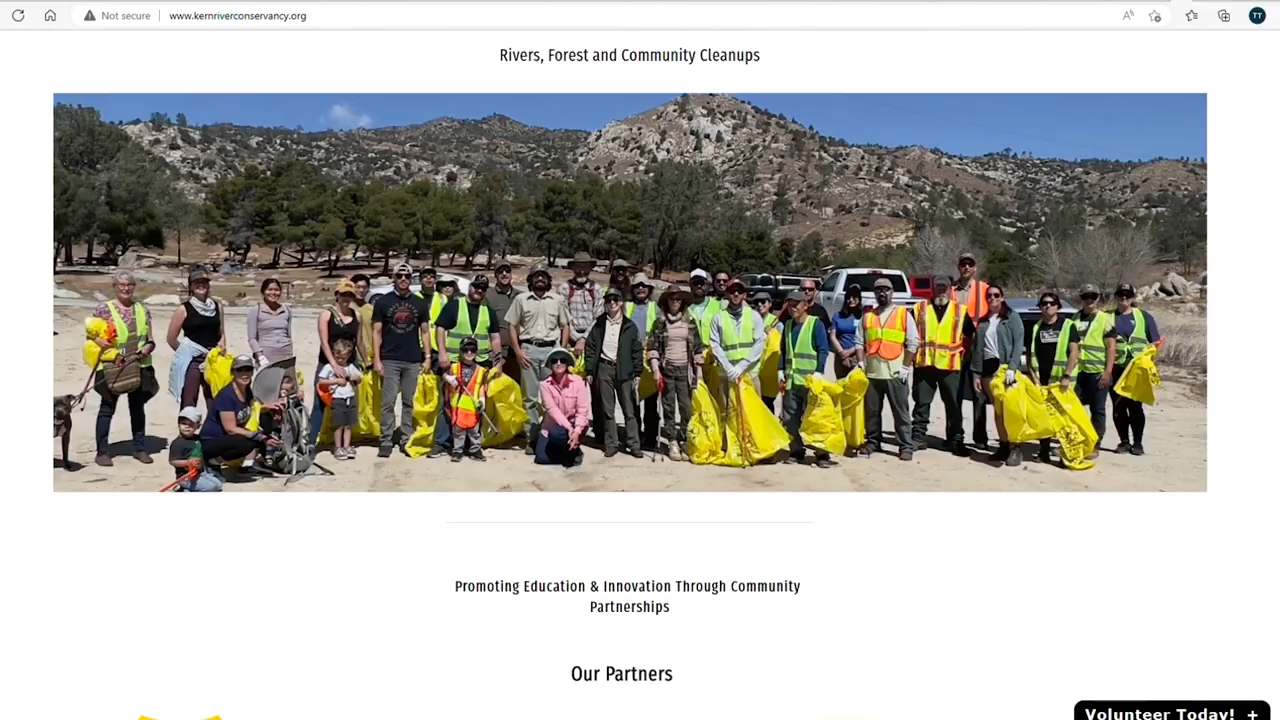 Not secure
www.kernriverconservancy.org
A
TT
Rivers, Forest and Community Cleanups
Promoting Education & Innovation Through Community
Partnerships
Our Partners
Volunteer Today! +